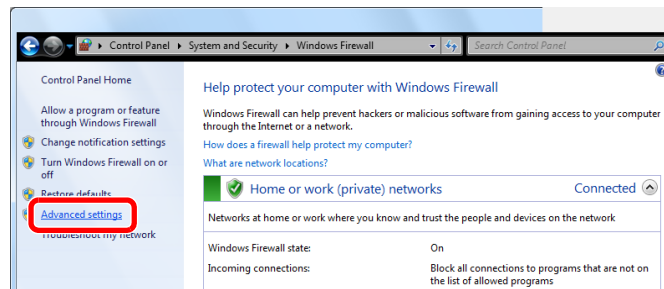 Control Panel ▸ System and Security ▸ Windows Firewall
Search Control Panel
Control Panel Home
Allow a program or feature
through Windows Firewall
Change notification settings
Turn Windows Firewall on or
off
Restore defaults
Advanced settings
Troubleshoot my network
Help protect your computer with Windows Firewall
Windows Firewall can help prevent hackers or malicious software from gaining access to your computer
through the Internet or a network.
How does a firewall help protect my computer?
What are network locations?
Home or work (private) networks Connected
Networks at home or work where you know and trust the people and devices on the network
Windows Firewall state: On
Incoming connections: Block all connections to programs that are not on
the list of allowed programs